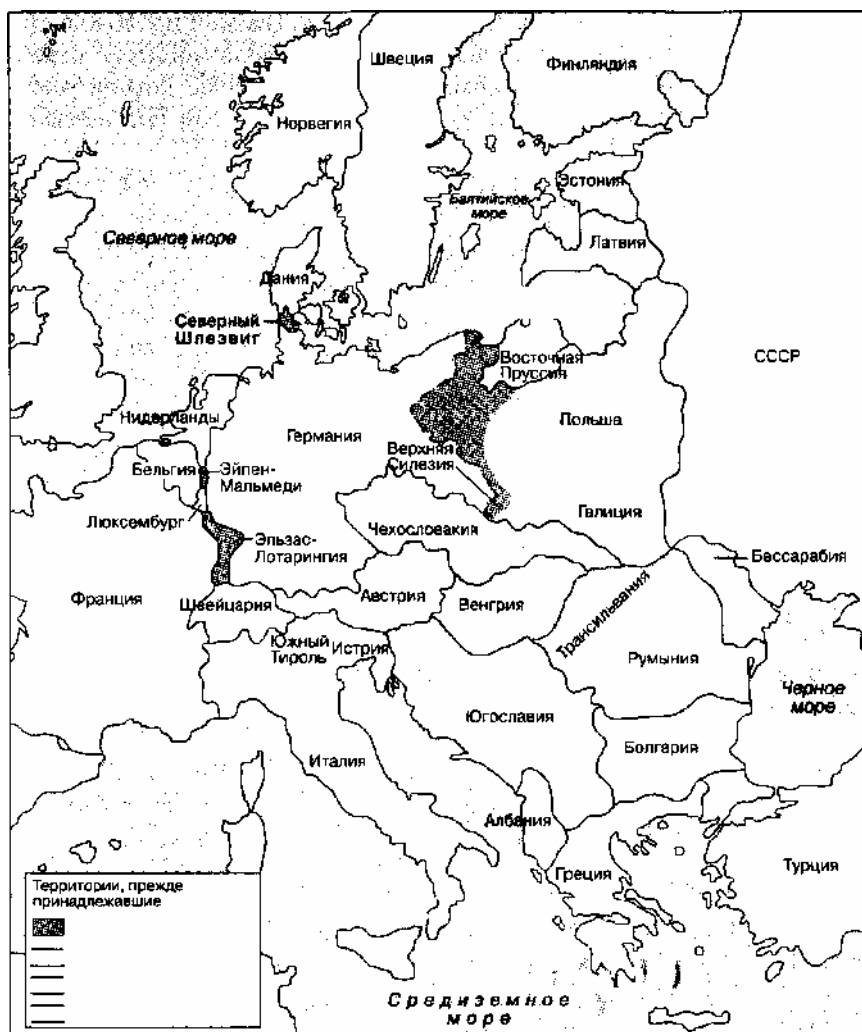 Швеция
Финляндия
Норвегия
Эстония
Балтийское
море
Северное море
Латвия
Дания
Северный
Шлезвиг
СССР
Восточная
Пруссия
Нидерланды
Германия
Польша
Верхняя
Силезия
Бельгия
Эйпен-
Мальмеди
Люксембург
Галиция
Чехословакия
Эльзас-
Лотарингия
Бессарабия
Франция
Швейцария
Австрия
Венгрия
Трансильвания
Южный
Тироль
Истрия
Румыния
Черное
море
Югославия
Италия
Болгария
Албания
Греция
Турция
Территории, прежде
принадлежавшие
Средиземное
море